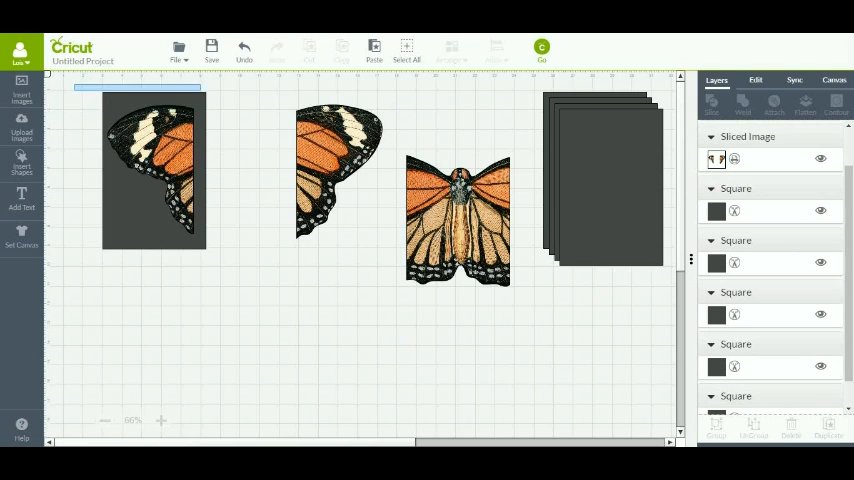 Cricut
Untitled Project
Lois
File
Save
Undo
Cut
Copy
Paste
Select All
Arrange
C
Go
Layers
Edit
Sync
Canvas
Slice
Weld
Attach
Flatten
Contour
Insert
Images
Upload
Images
Insert
Shapes
T
Add Text
Set Canvas
?
Help
Sliced Image
Square
Square
Square
Square
Square
66%
Group
UnGroup
Delete
Duplicate